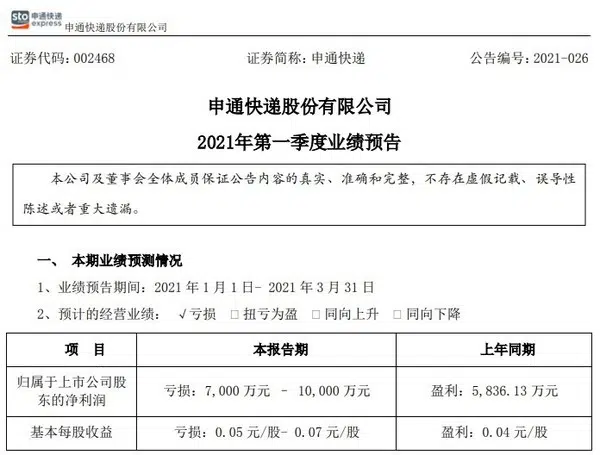 sto 申通快递
express 申通快递股份有限公司
证券代码:002468 证券简称:申通快递 公告编号:2021-026
申通快递股份有限公司
2021年第一季度业绩预告
本公司及董事会全体成员保证公告内容的真实、准确和完整，不存在虚假记载、误导性
陈述或者重大遗漏。
一、 本期业绩预测情况
1、业绩预告期间:2021 年 1 月 1 日- 2021 年 3 月 31 日
2、预计的经营业绩: √亏损 □扭亏为盈 □同向上升 □同向下降
项 目 本报告期 上年同期
归属于上市公司股
东的净利润
亏损:7,000 万元 – 10,000 万元 盈利:5,836.13 万元
基本每股收益 亏损:0.05 元/股- 0.07 元/股 盈利:0.04 元/股